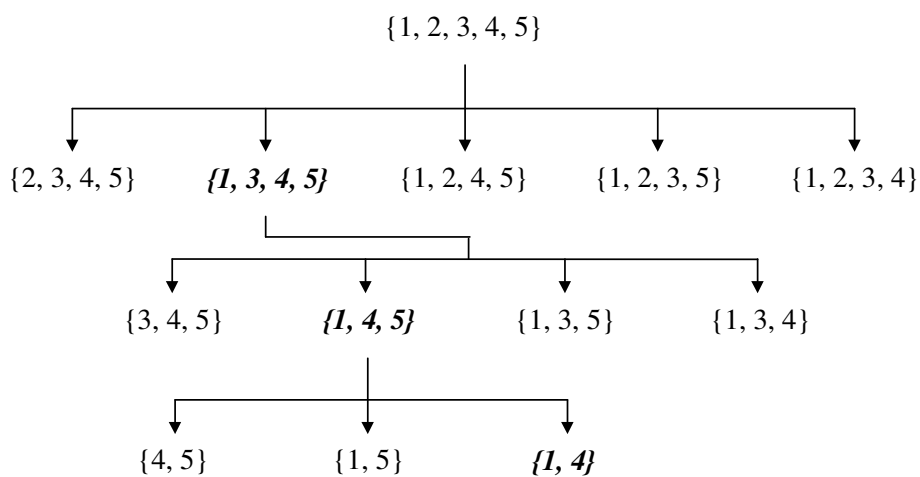 {1, 2, 3, 4, 5}
{2, 3, 4, 5} {1, 3, 4, 5} {1, 2, 4, 5} {1, 2, 3, 5} {1, 2, 3, 4}
{3, 4, 5} {1, 4, 5} {1, 3, 5} {1, 3, 4}
{4, 5} {1, 5} {1, 4}